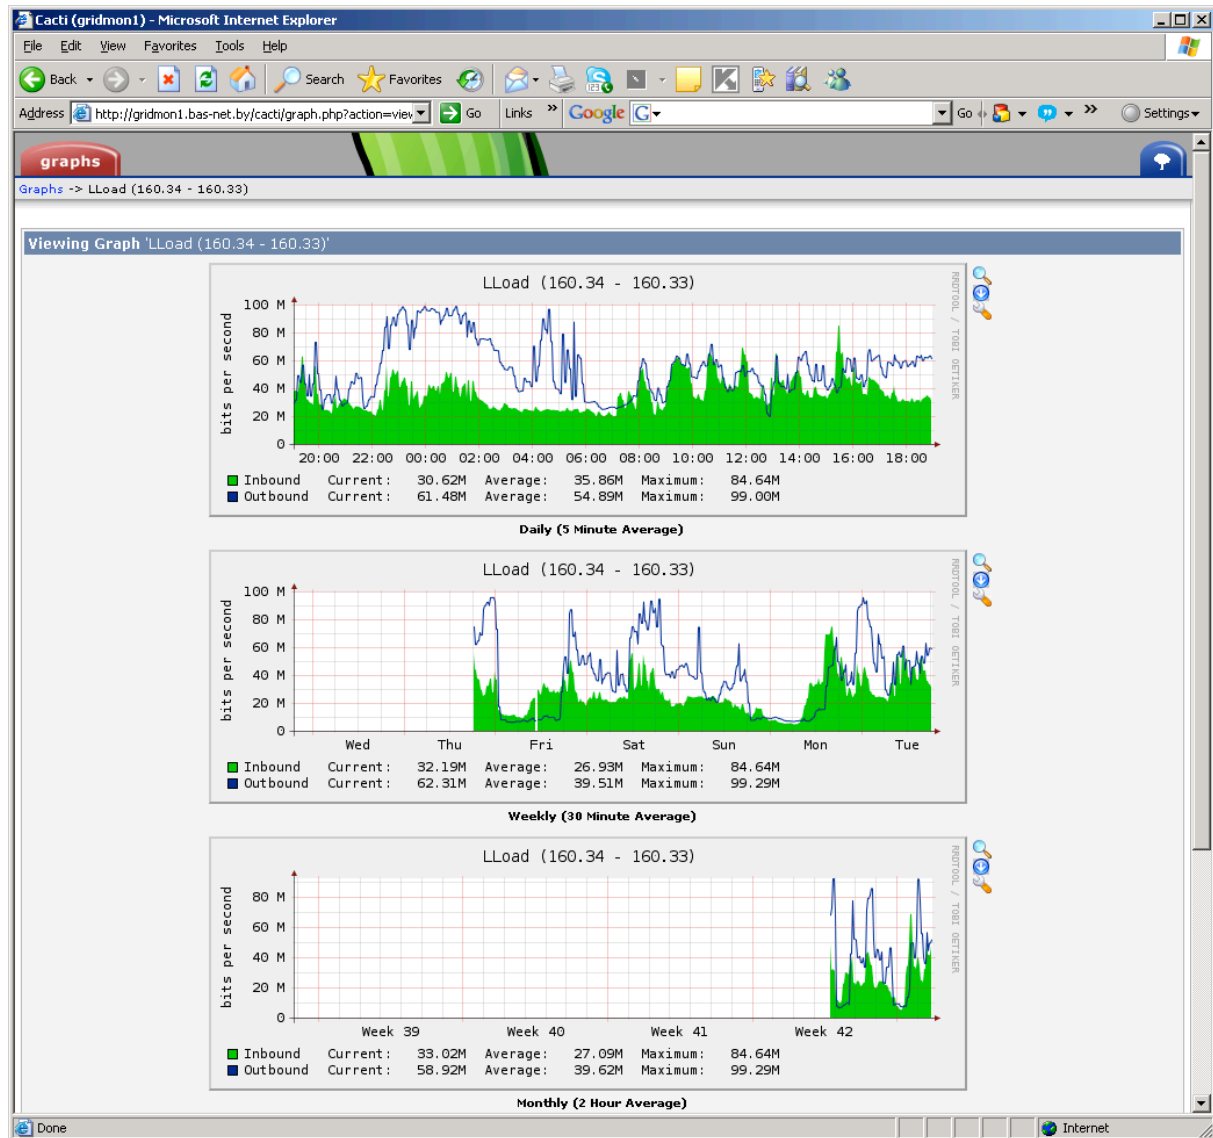 Cacti (gridmon1) - Microsoft Internet Explorer
File Edit View Favorites Tools Help
Back Search Favorites
Address http://gridmon1.bas-net.by/cacti/graph.php?action=view Go Links » Google G Go » Settings
graphs
Graphs -> LLoad (160.34 - 160.33)
Viewing Graph 'LLoad (160.34 - 160.33)'
LLoad (160.34 - 160.33)
RRDTOOL / TOBI OETIKER
bits per second
100 M
80 M
60 M
40 M
20 M
0
20:00 22:00 00:00 02:00 04:00 06:00 08:00 10:00 12:00 14:00 16:00 18:00
Inbound Current: 30.62M Average: 35.86M Maximum: 84.64M
Outbound Current: 61.48M Average: 54.89M Maximum: 99.00M
Daily (5 Minute Average)
LLoad (160.34 - 160.33)
RRDTOOL / TOBI OETIKER
bits per second
100 M
80 M
60 M
40 M
20 M
0
Wed Thu Fri Sat Sun Mon Tue
Inbound Current: 32.19M Average: 26.93M Maximum: 84.64M
Outbound Current: 62.31M Average: 39.51M Maximum: 99.29M
Weekly (30 Minute Average)
LLoad (160.34 - 160.33)
RRDTOOL / TOBI OETIKER
bits per second
80 M
60 M
40 M
20 M
0
Week 39 Week 40 Week 41 Week 42
Inbound Current: 33.02M Average: 27.09M Maximum: 84.64M
Outbound Current: 58.92M Average: 39.62M Maximum: 99.29M
Monthly (2 Hour Average)
Done Internet